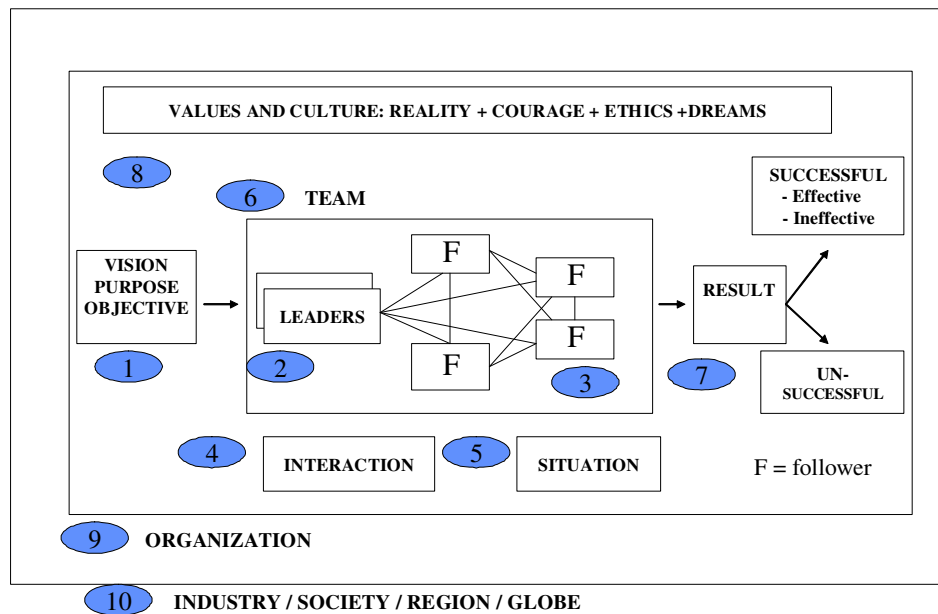 VALUES AND CULTURE: REALITY + COURAGE + ETHICS +DREAMS
8
6
TEAM
SUCCESSFUL
- Effective
- Ineffective
VISION
PURPOSE
OBJECTIVE
1
LEADERS
2
F
F
F
F
3
RESULT
7
UN-
SUCCESSFUL
4
INTERACTION
5
SITUATION
F = follower
9
ORGANIZATION
10
INDUSTRY / SOCIETY / REGION / GLOBE